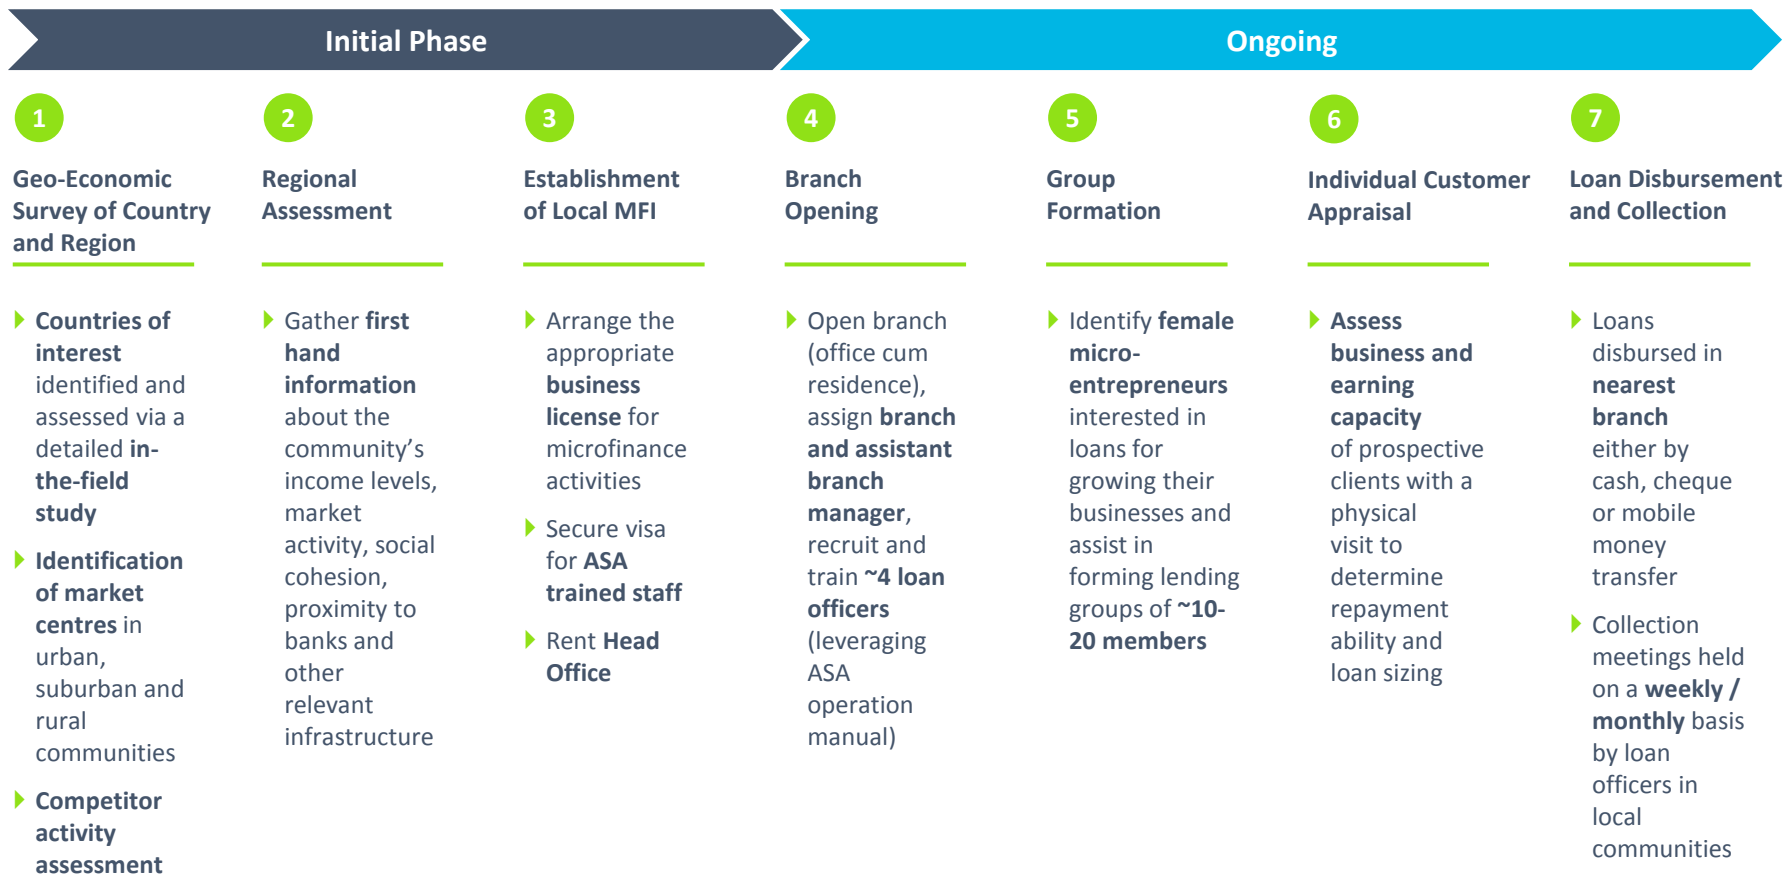 Initial Phase
Ongoing
1
Geo-Economic
Survey of Country
and Region
Countries of
interest
identified and
assessed via a
detailed in-
the-field
study
Identification
of market
centres in
urban,
suburban and
rural
communities
Competitor
activity
assessment
2
Regional
Assessment
Gather first
hand
information
about the
community’s
income levels,
market
activity, social
cohesion,
proximity to
banks and
other
relevant
infrastructure
3
Establishment
of Local MFI
Arrange the
appropriate
business
license for
microfinance
activities
Secure visa
for ASA
trained staff
Rent Head
Office
4
Branch
Opening
Open branch
(office cum
residence),
assign branch
and assistant
branch
manager,
recruit and
train ~4 loan
officers
(leveraging
ASA
operation
manual)
5
Group
Formation
Identify female
micro-
entrepreneurs
interested in
loans for
growing their
businesses and
assist in
forming lending
groups of ~10-
20 members
6
Individual Customer
Appraisal
Assess
business and
earning
capacity
of prospective
clients with a
physical
visit to
determine
repayment
ability and
loan sizing
7
Loan Disbursement
and Collection
Loans
disbursed in
nearest
branch
either by
cash, cheque
or mobile
money
transfer
Collection
meetings held
on a weekly /
monthly basis
by loan
officers in
local
communities